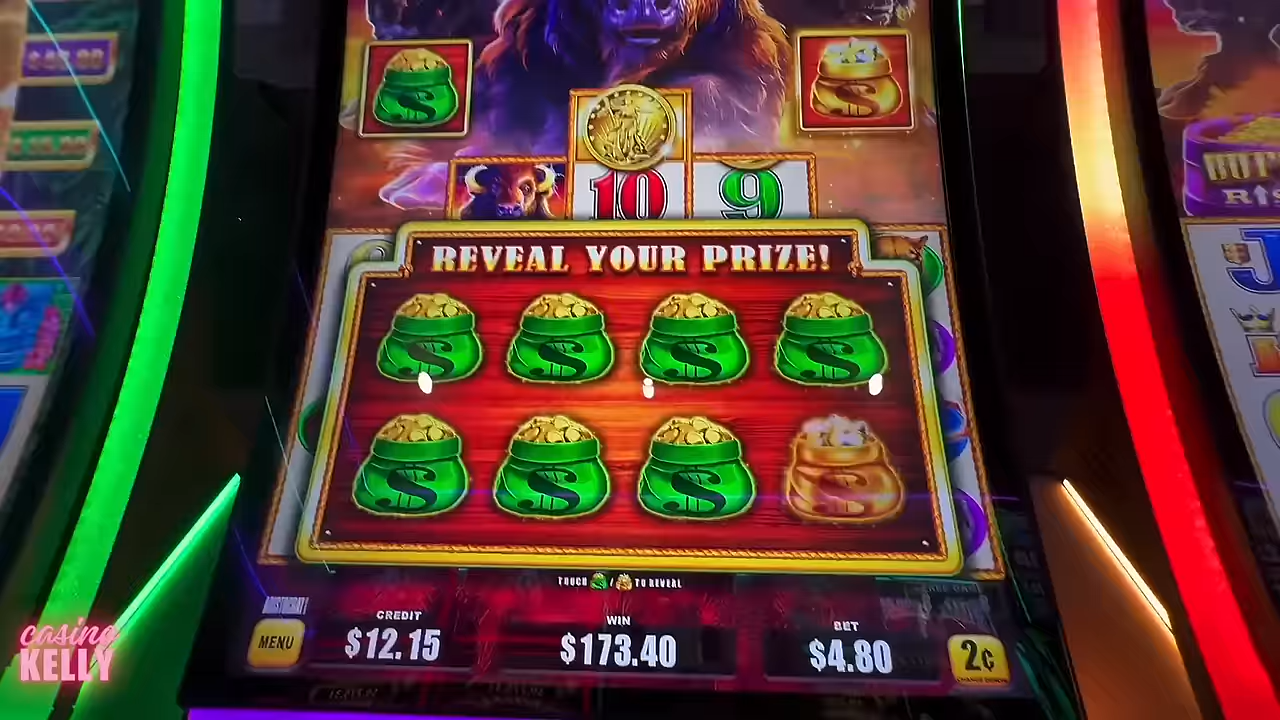 10 9
REVEAL YOUR PRIZE!
TOUCH / TO REVEAL
MENU
CREDIT
$12.15
WIN
$173.40
BET
$4.80
2¢
casino
KELLY